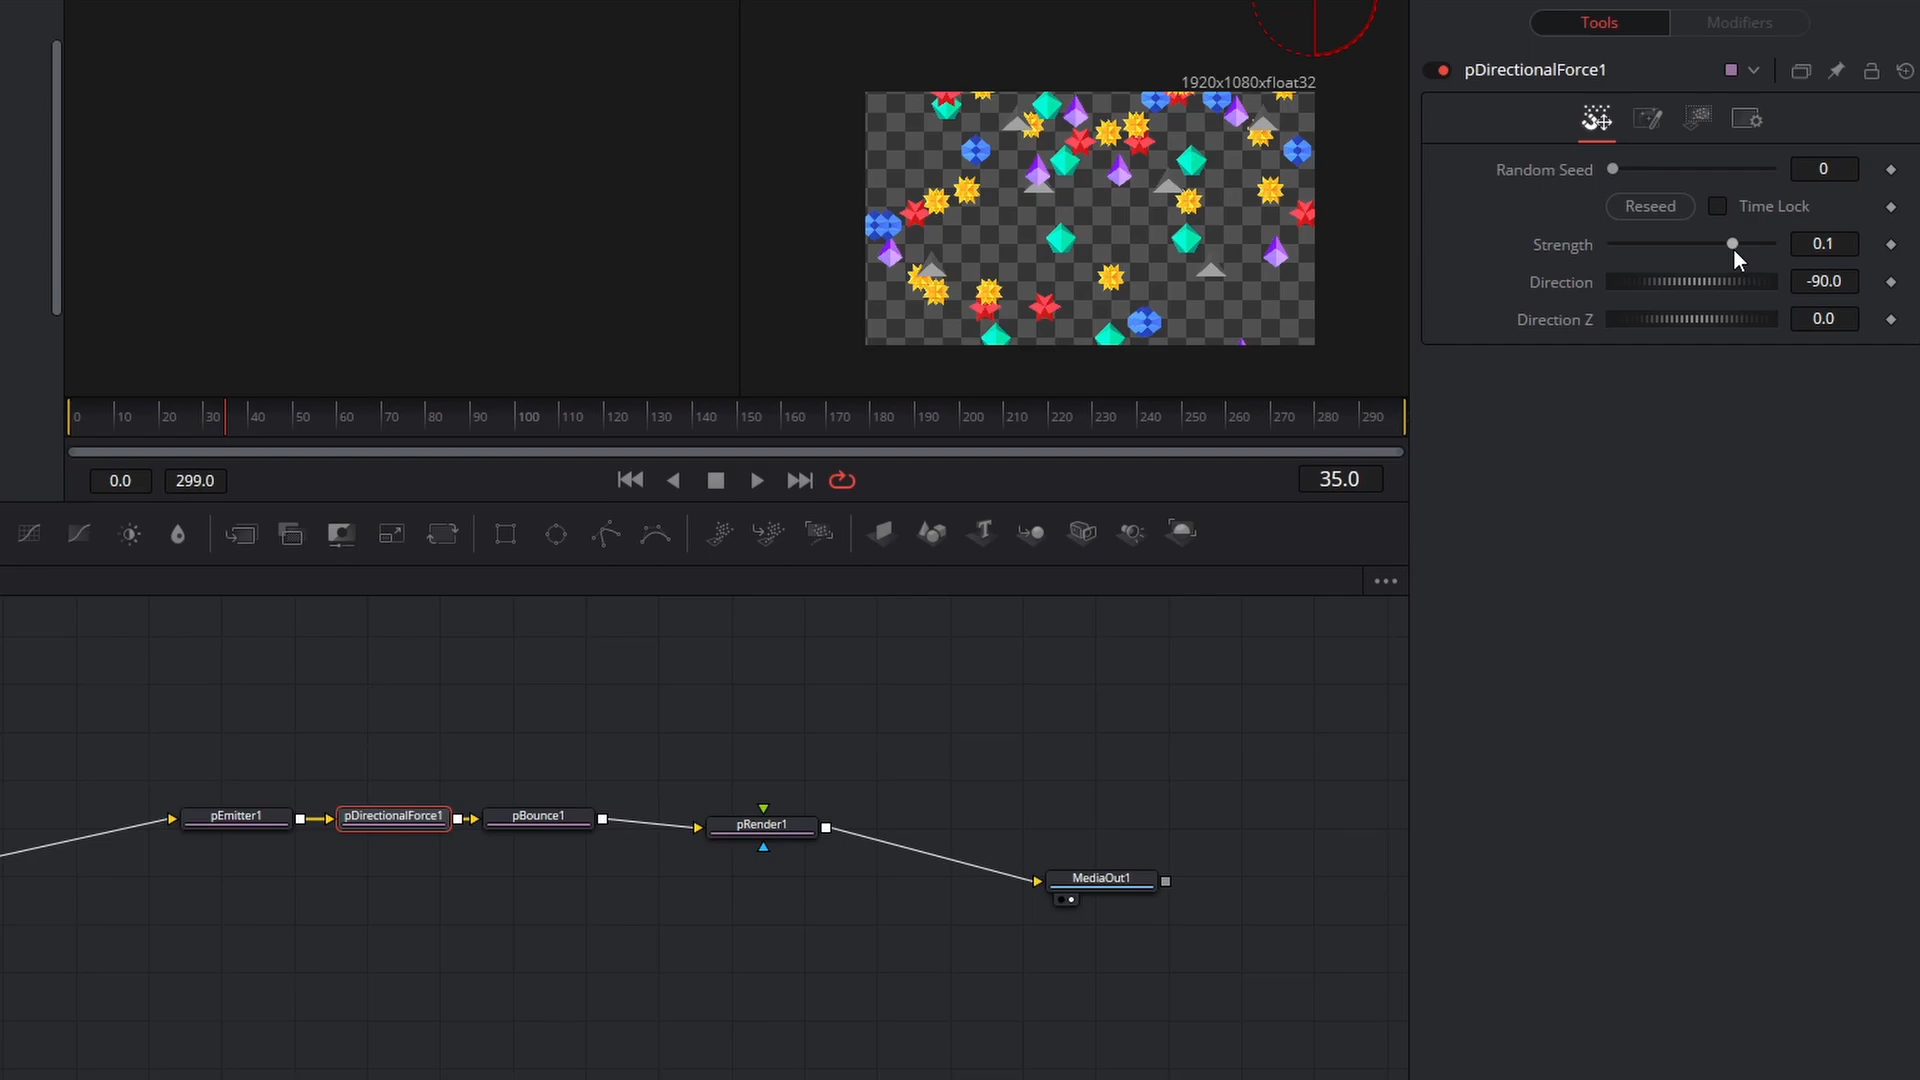 Tools
Modifiers
pDirectionalForce1
1920x1080xfloat32
Random Seed
0
Reseed
Time Lock
Strength
0.1
Direction
-90.0
Direction Z
0.0
0 10 20 30 40 50 60 70 80 90 100 110 120 130 140 150 160 170 180 190 200 210 220 230 240 250 260 270 280 290
0.0
299.0
35.0
T
pEmitter1
pDirectionalForce1
pBounce1
pRender1
MediaOut1